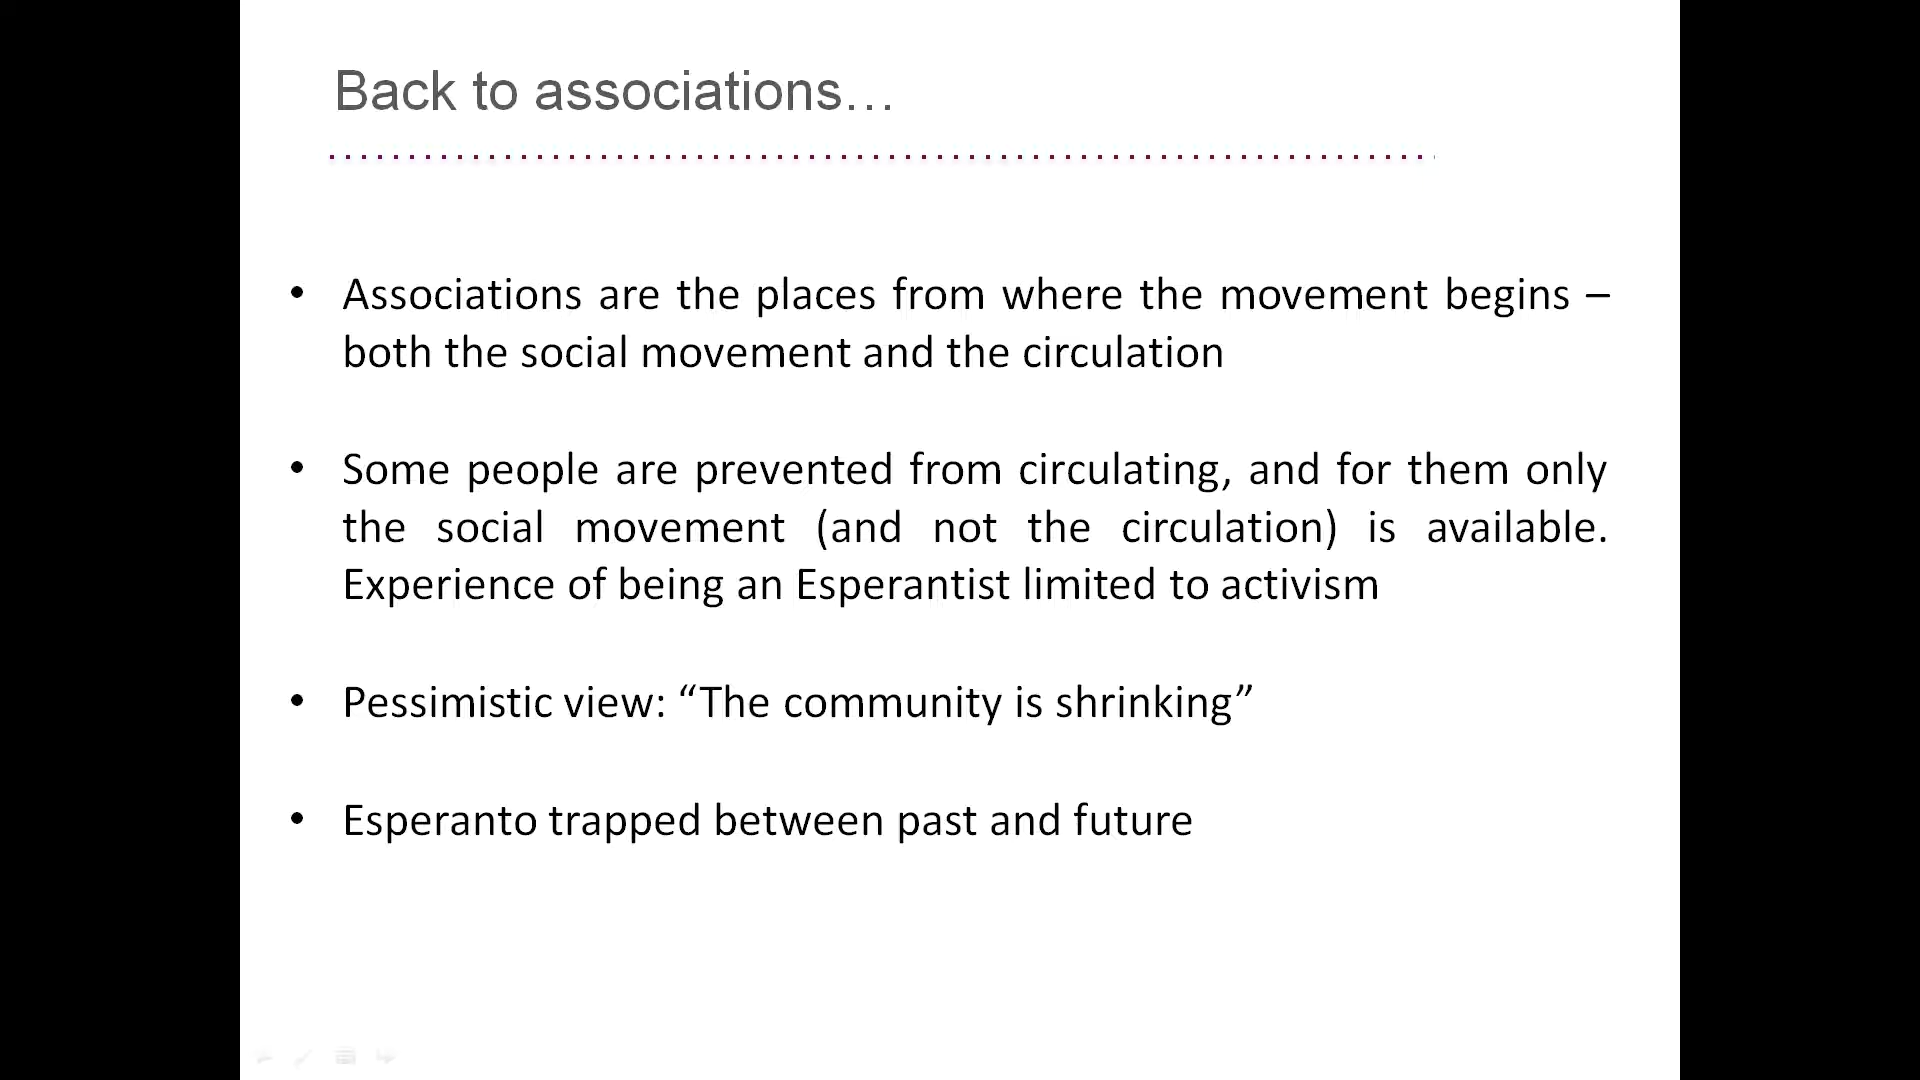 Back to associations…
• Associations are the places from where the movement begins –
both the social movement and the circulation
• Some people are prevented from circulating, and for them only
the social movement (and not the circulation) is available.
Experience of being an Esperantist limited to activism
• Pessimistic view: “The community is shrinking”
• Esperanto trapped between past and future